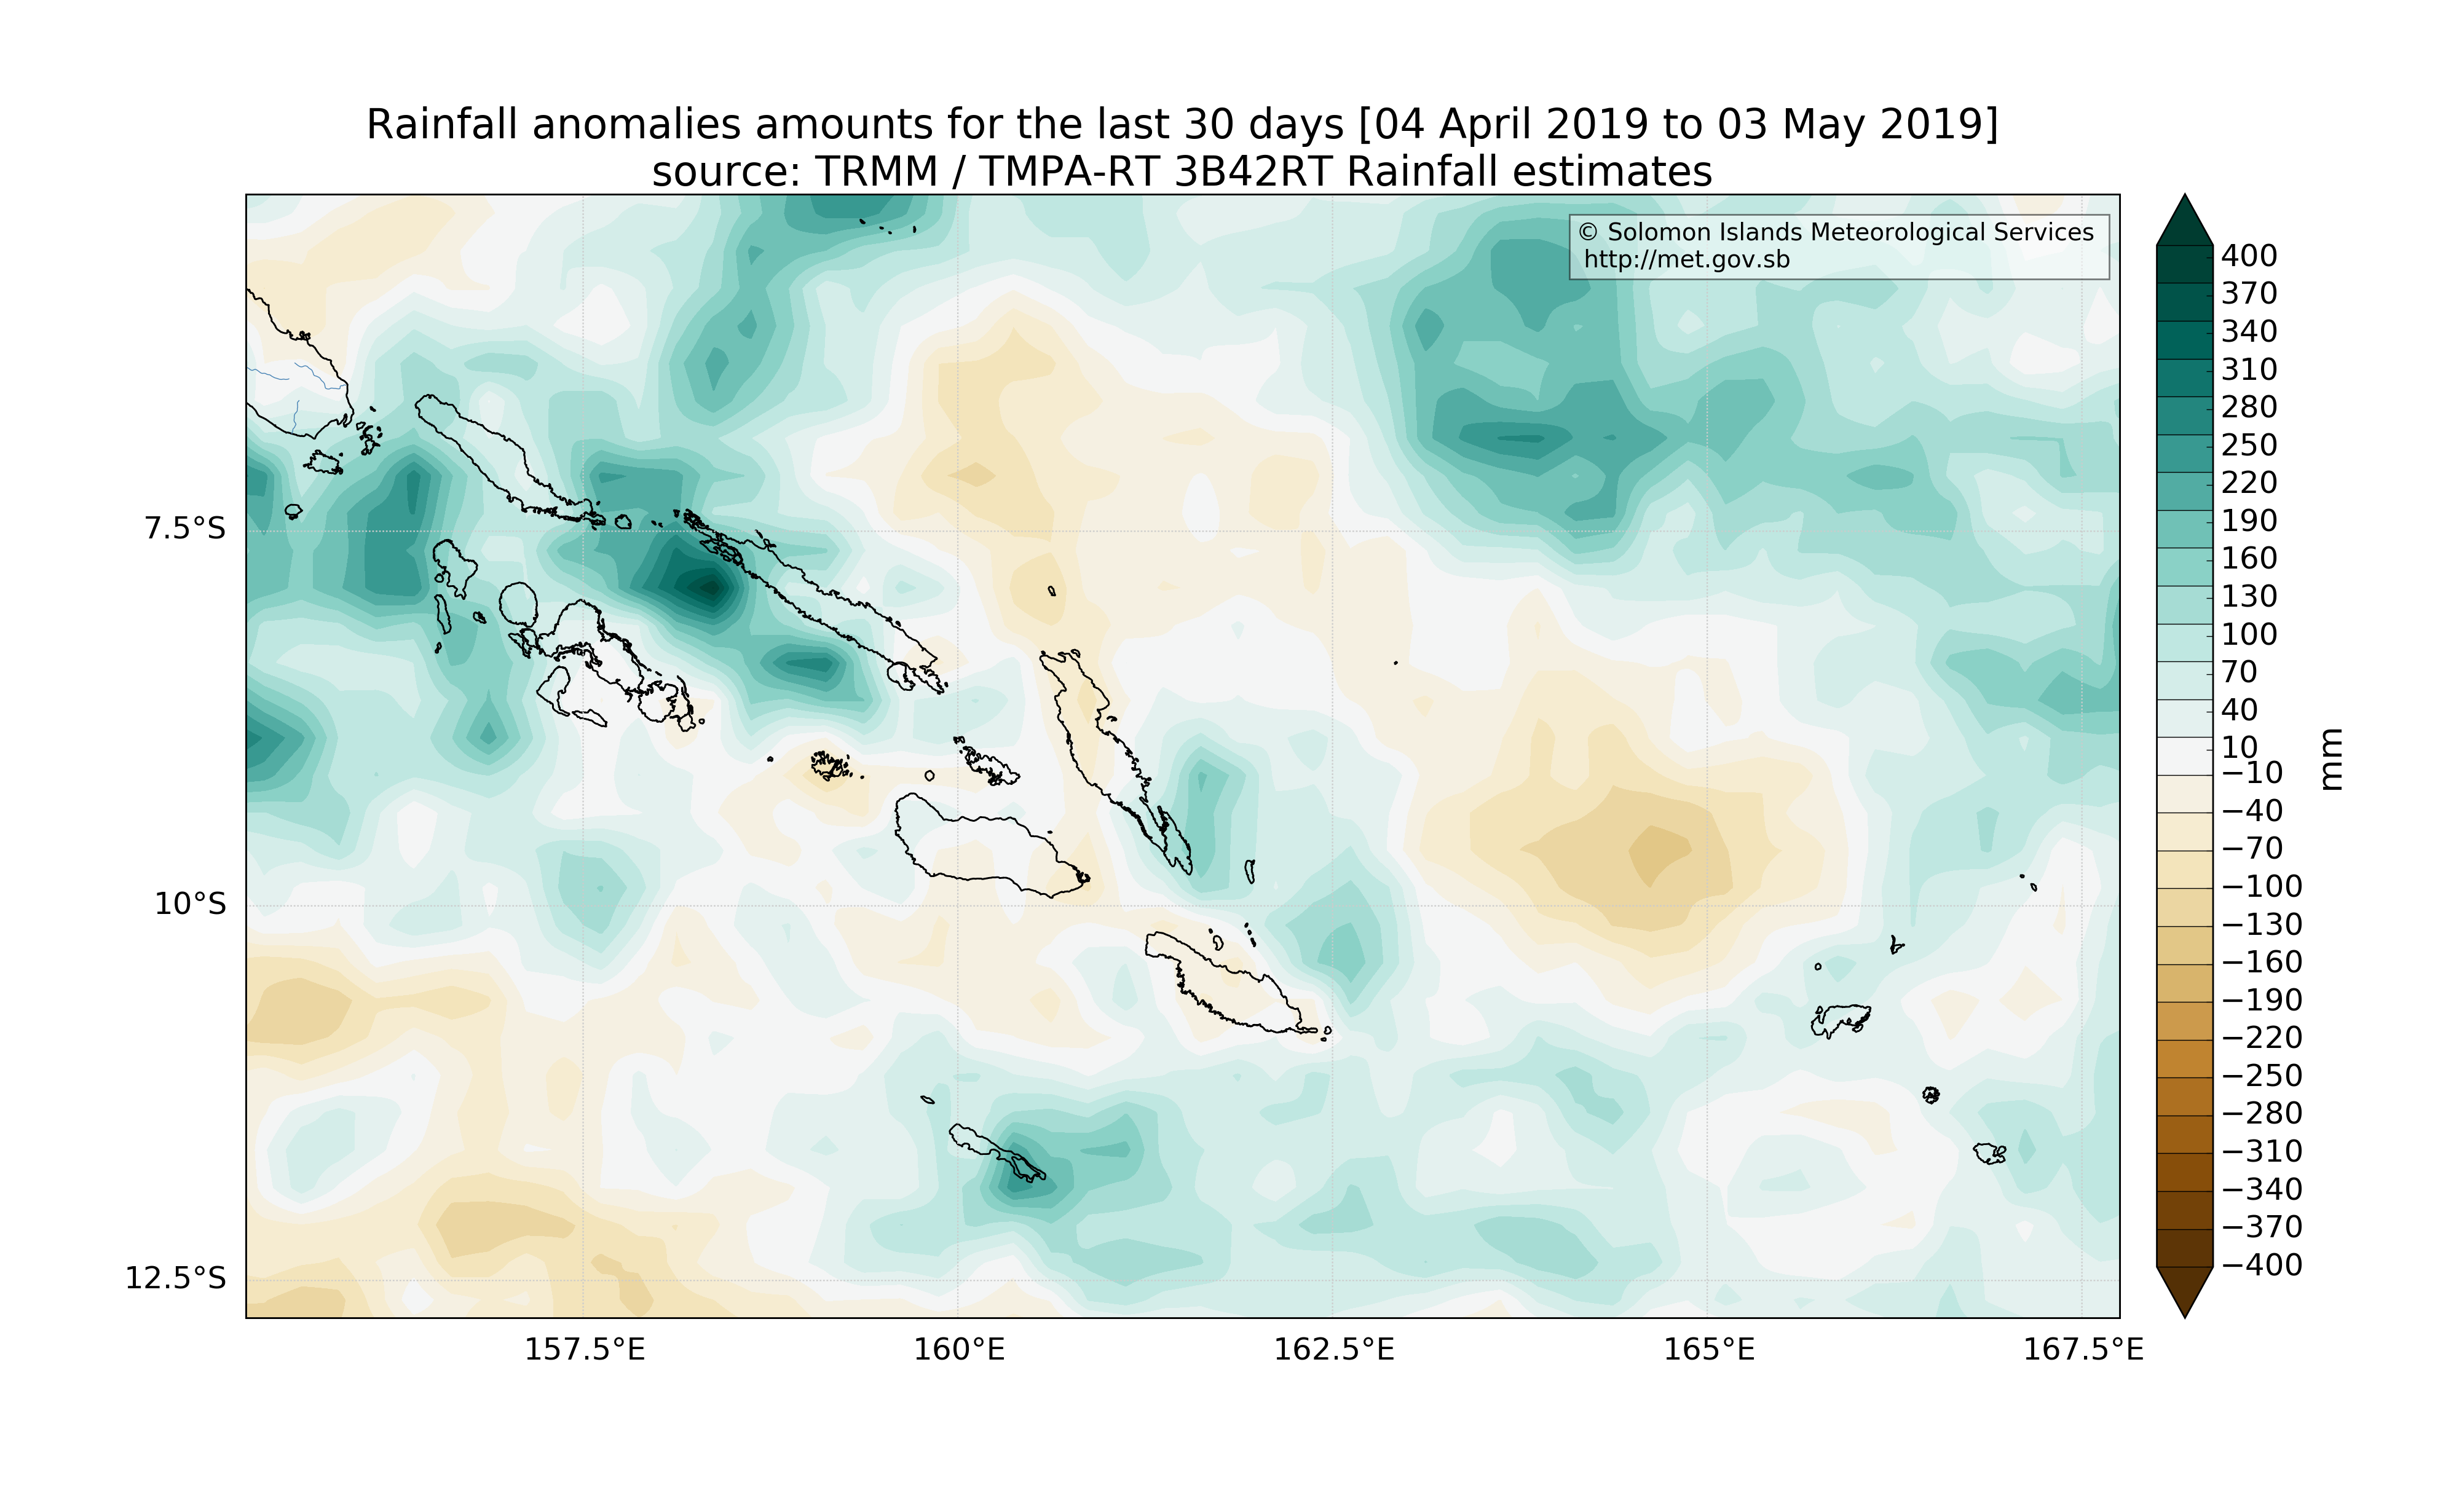 Rainfall anomalies amounts for the last 30 days [04 April 2019 to 03 May 2019]
source: TRMM / TMPA-RT 3B42RT Rainfall estimates
© Solomon Islands Meteorological Services
http://met.gov.sb
7.5°S
10°S
12.5°S
157.5°E
160°E
162.5°E
165°E
167.5°E
400
370
340
310
280
250
220
190
160
130
100
70
40
10
−10
−40
−70
−100
−130
−160
−190
−220
−250
−280
−310
−340
−370
−400
mm